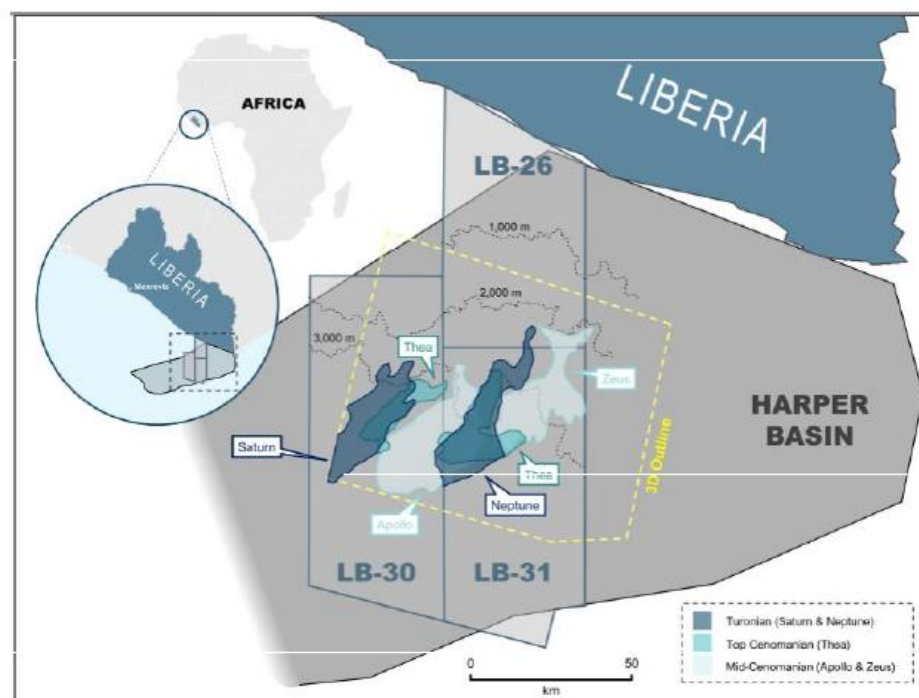 AFRICA
LIBERIA
LB-26
1,000 m
LIBERIA
Monrovia
2,000 m
3,000 m
Thea
Zeus
HARPER
BASIN
Saturn
Thea
3D Outline
Neptune
Apollo
LB-30
LB-31
Turonian (Saturn & Neptune)
Top Cenomanian (Thea)
Mid-Cenomanian (Apollo & Zeus)
0
50
km